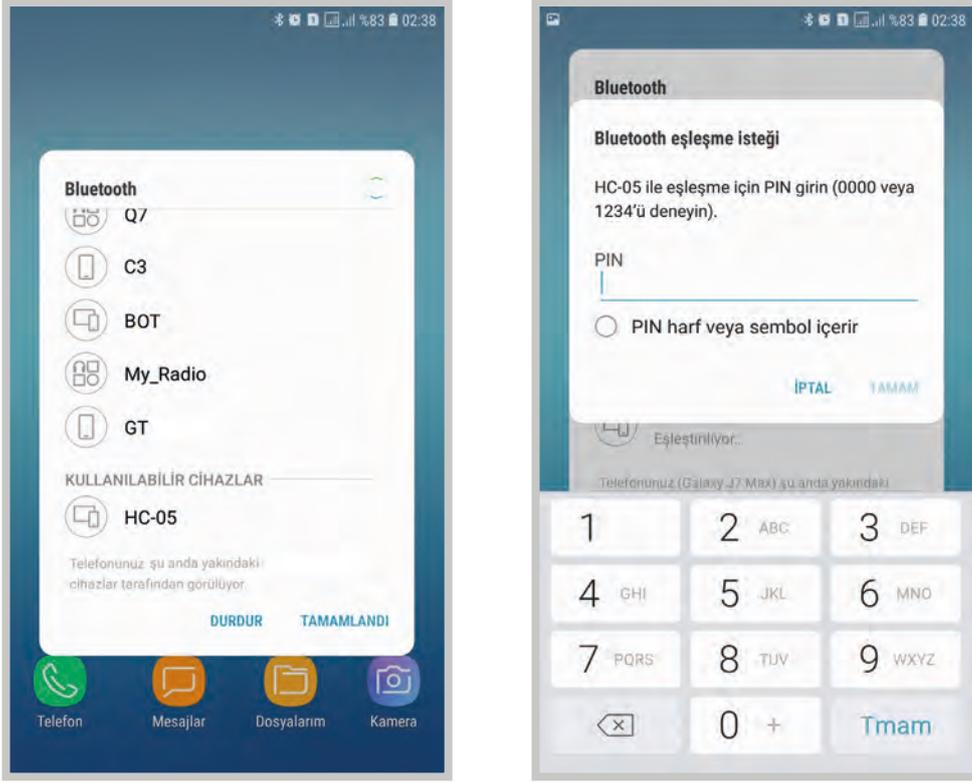 %83 02:38
Bluetooth
Q7
C3
BOT
My_Radio
GT
KULLANILABİLİR CİHAZLAR
HC-05
Telefonunuz şu anda yakındaki
cihazlar tarafından görülüyor.
DURDUR TAMAMLANDI
Telefon Mesajlar Dosyalarım Kamera
%83 02:38
Bluetooth
Bluetooth eşleşme isteği
HC-05 ile eşleşme için PIN girin (0000 veya
1234'ü deneyin).
PIN
PIN harf veya sembol içerir
İPTAL TAMAM
Eşleştiriliyor..
Telefonunuz (Galaxy J7 Max) şu anda yakındaki
1 2 ABC 3 DEF
4 GHI 5 JKL 6 MNO
7 PQRS 8 TUV 9 WXYZ
0 + Tmam